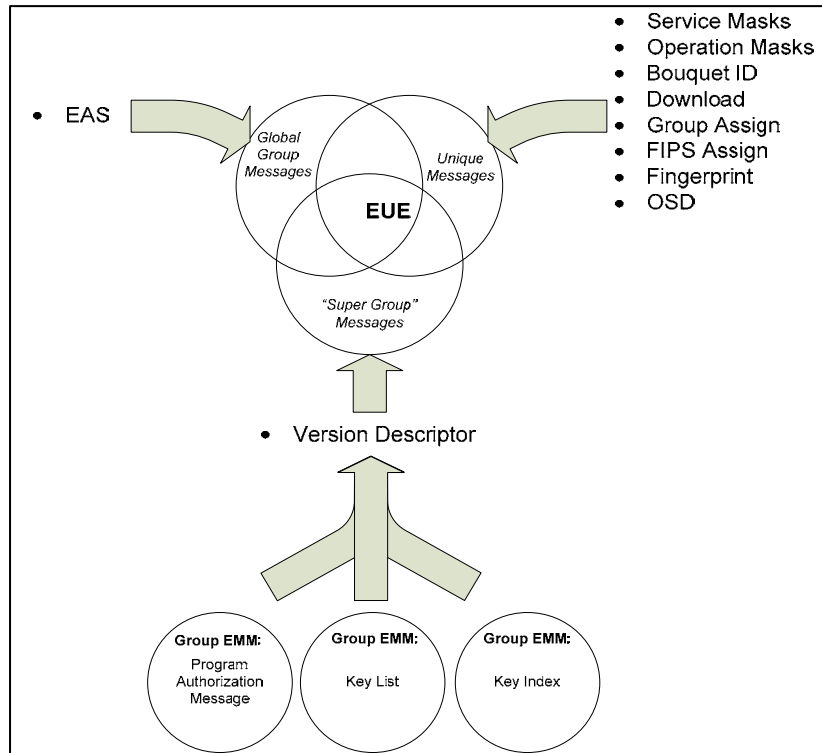 • Service Masks
• Operation Masks
• Bouquet ID
• Download
• Group Assign
• FIPS Assign
• Fingerprint
• OSD
• EAS
Global
Group
Messages
Unique
Messages
EUE
"Super Group"
Messages
• Version Descriptor
Group EMM:
Program
Authorization
Message
Group EMM:
Key List
Group EMM:
Key Index